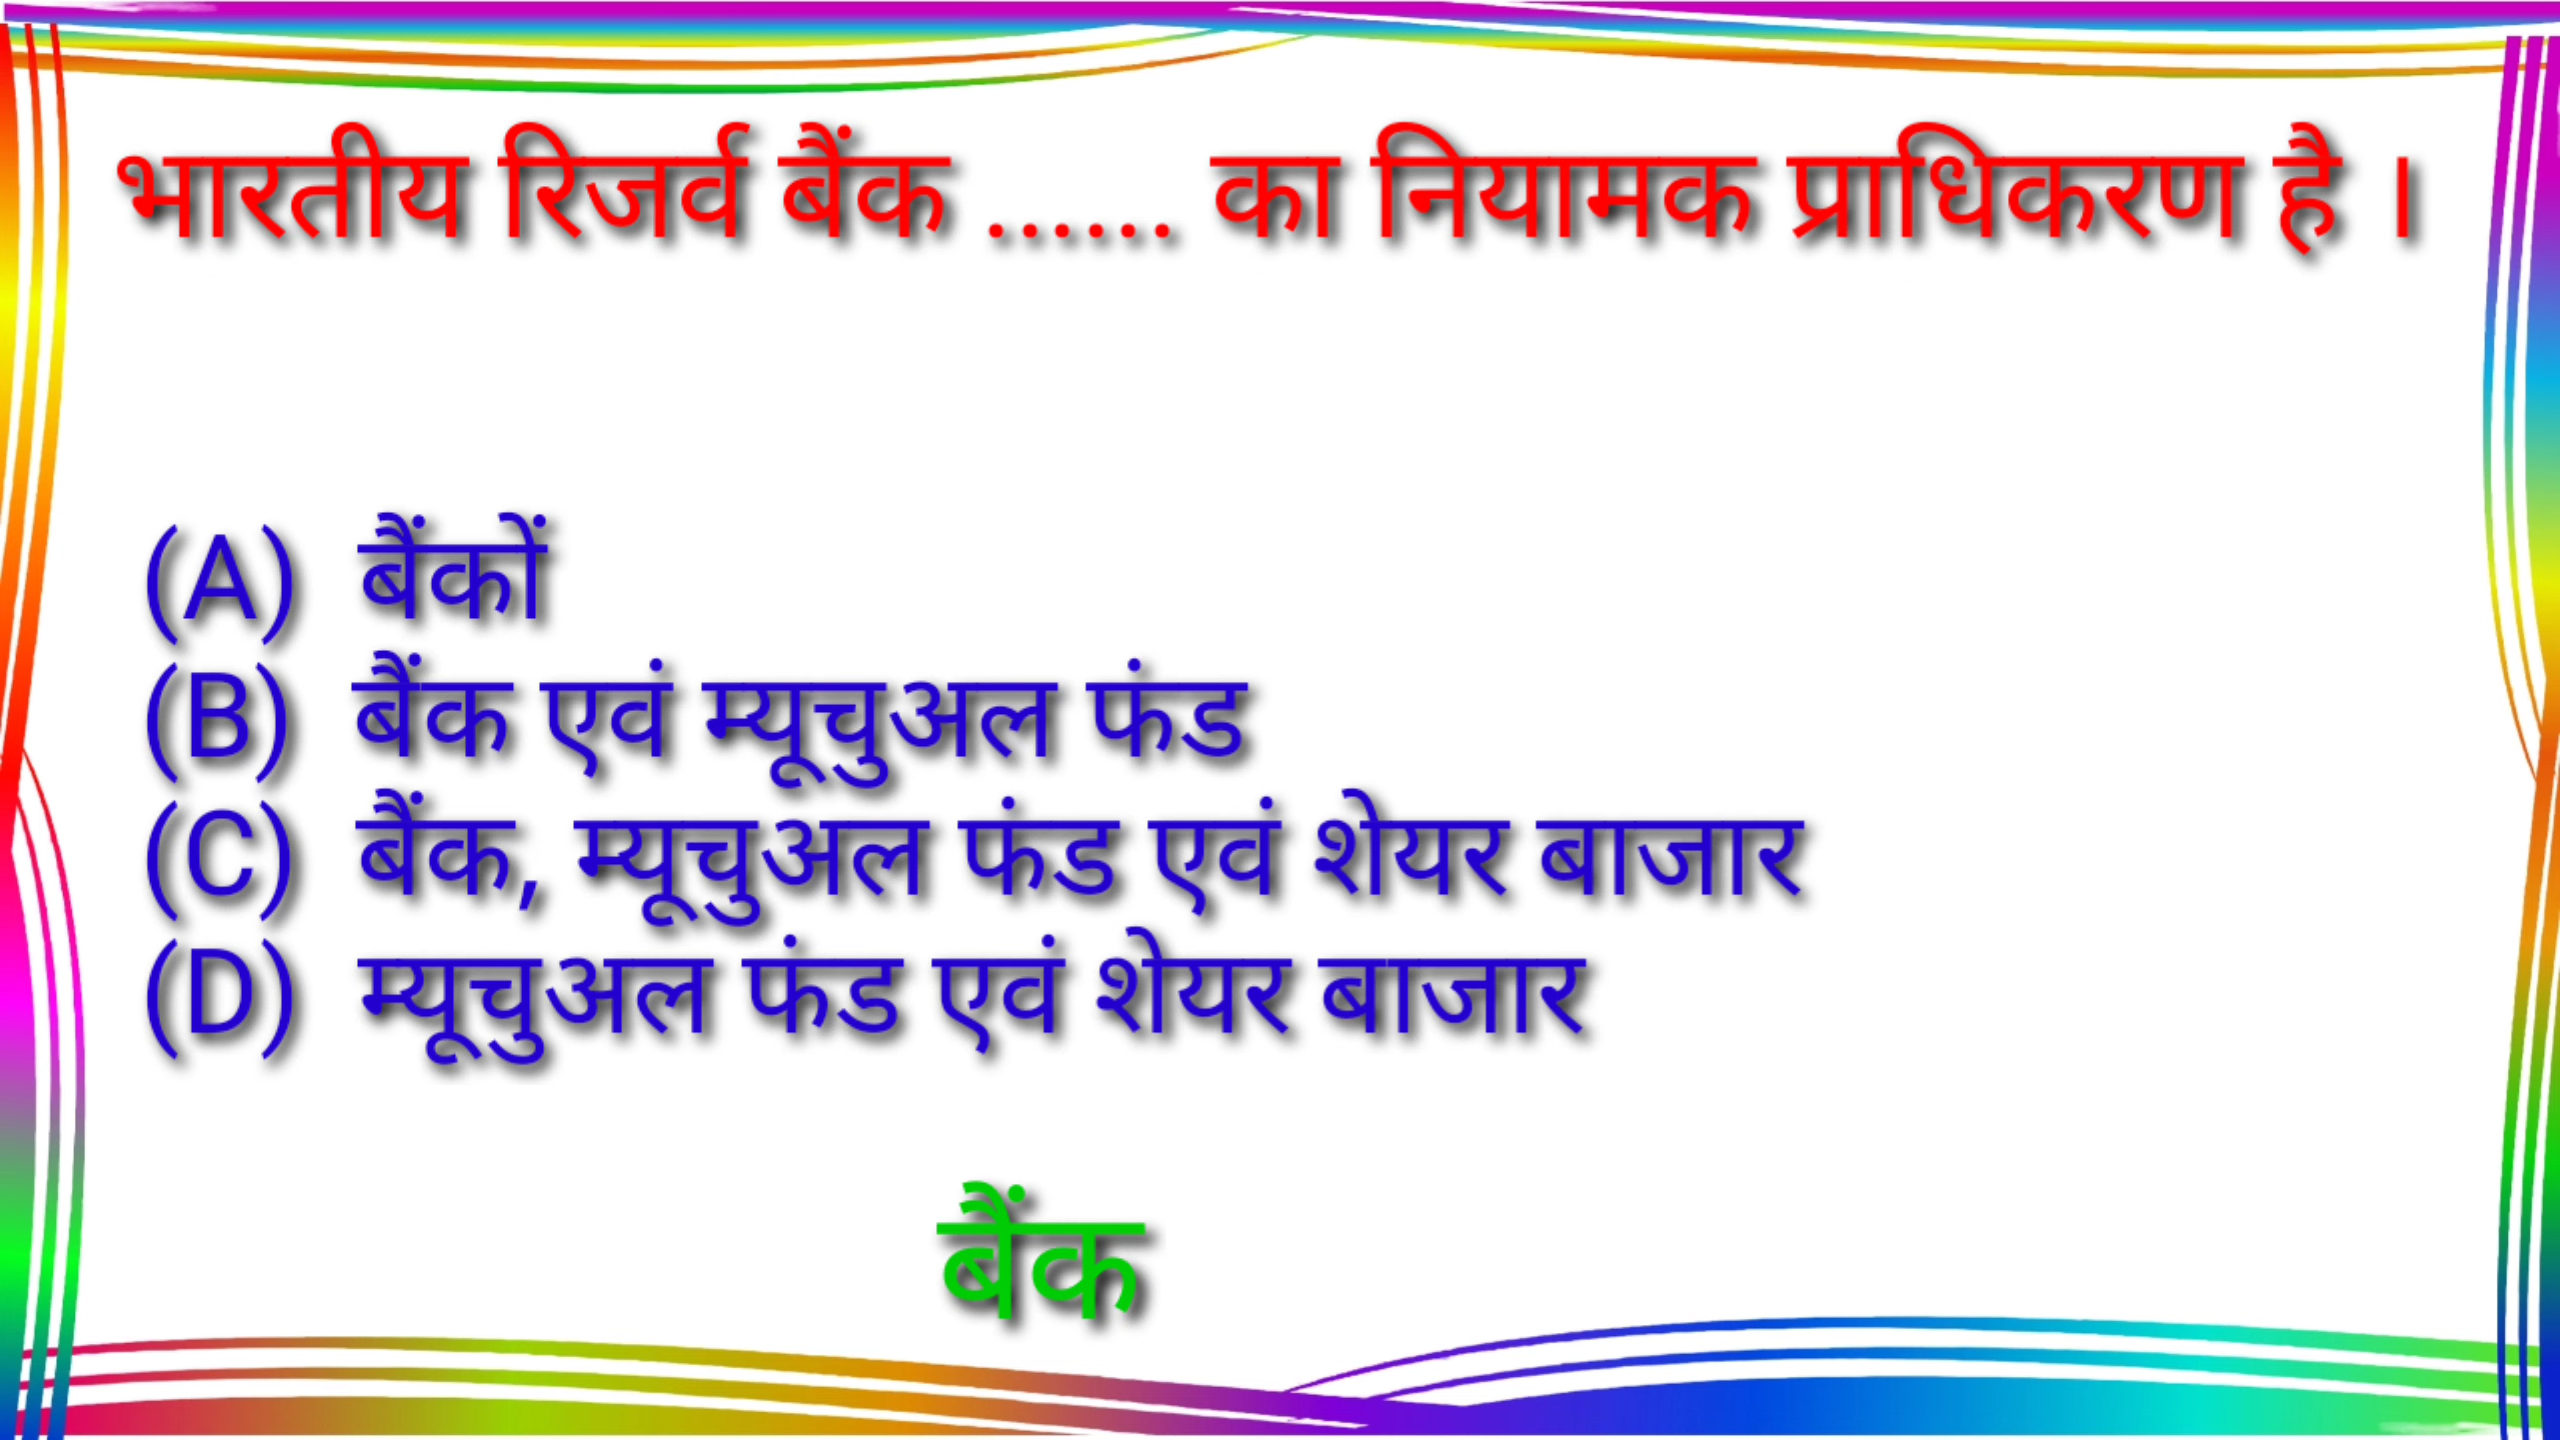 भारतीय रिजर्व बैंक ...... का नियामक प्राधिकरण है ।
(A) बैंकों
(B) बैंक एवं म्यूचुअल फंड
(C) बैंक, म्यूचुअल फंड एवं शेयर बाजार
(D) म्यूचुअल फंड एवं शेयर बाजार
बैंक